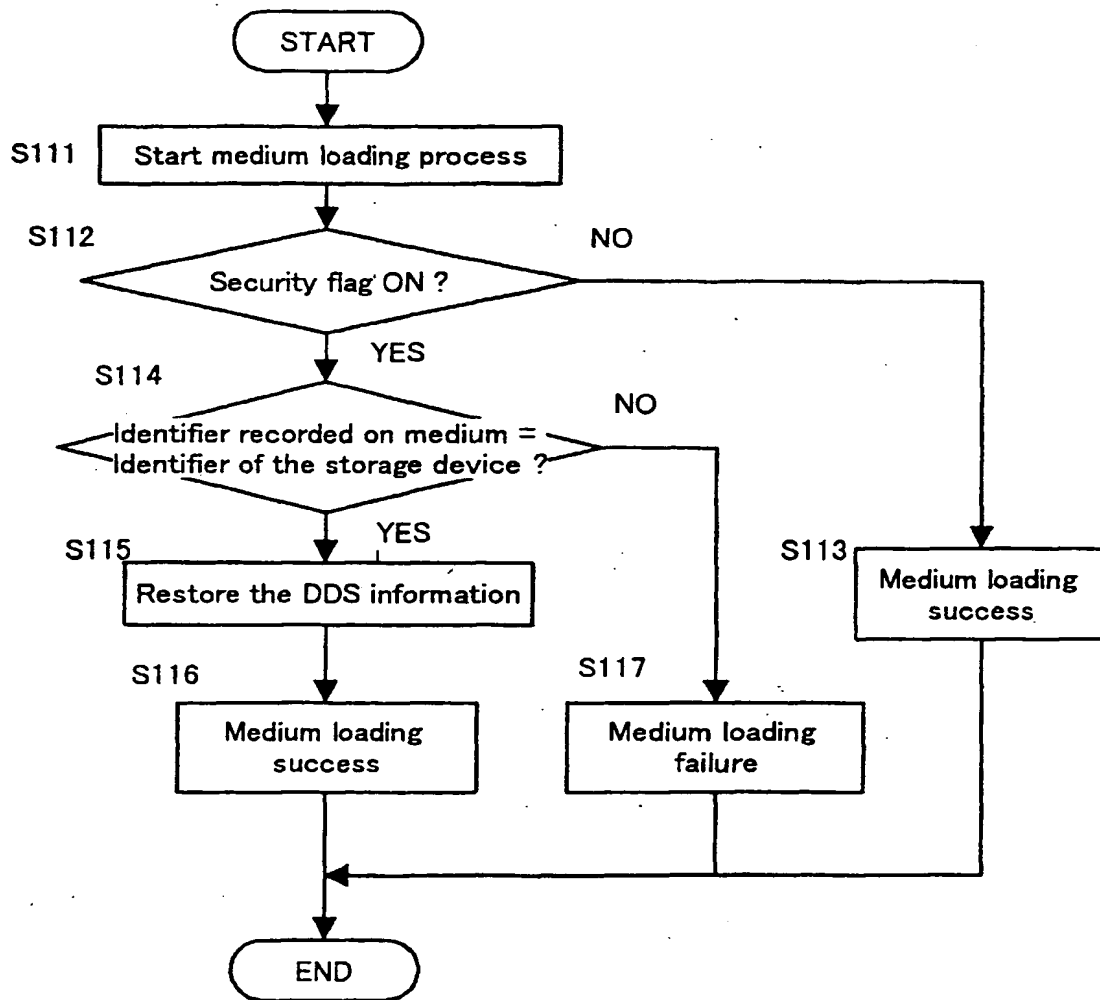 START
S111
Start medium loading process
S112
NO
Security flag ON ?
YES
S114
NO
Identifier recorded on medium =
Identifier of the storage device ?
YES
S115
Restore the DDS information
S113
Medium loading
success
S116
Medium loading
success
S117
Medium loading
failure
END